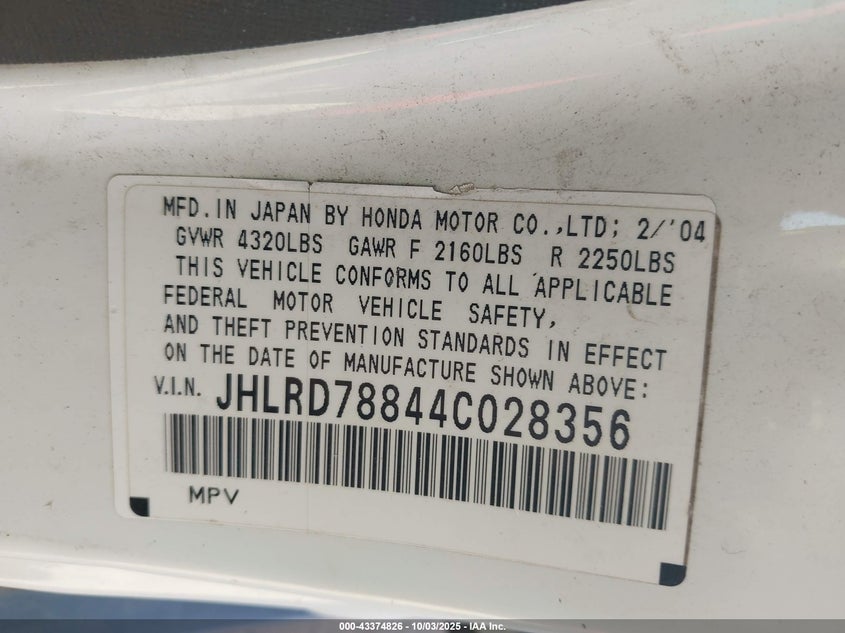 MFD.IN JAPAN BY HONDA MOTOR CO.,LTD; 2/'04
GVWR 4320LBS GAWR F 2160LBS R 2250LBS
THIS VEHICLE CONFORMS TO ALL APPLICABLE
FEDERAL MOTOR VEHICLE SAFETY,
AND THEFT PREVENTION STANDARDS IN EFFECT
ON THE DATE OF MANUFACTURE SHOWN ABOVE:
V.I.N. JHLRD78844C028356
MPV
000-43374826 - 10/03/2025 - IAA Inc.